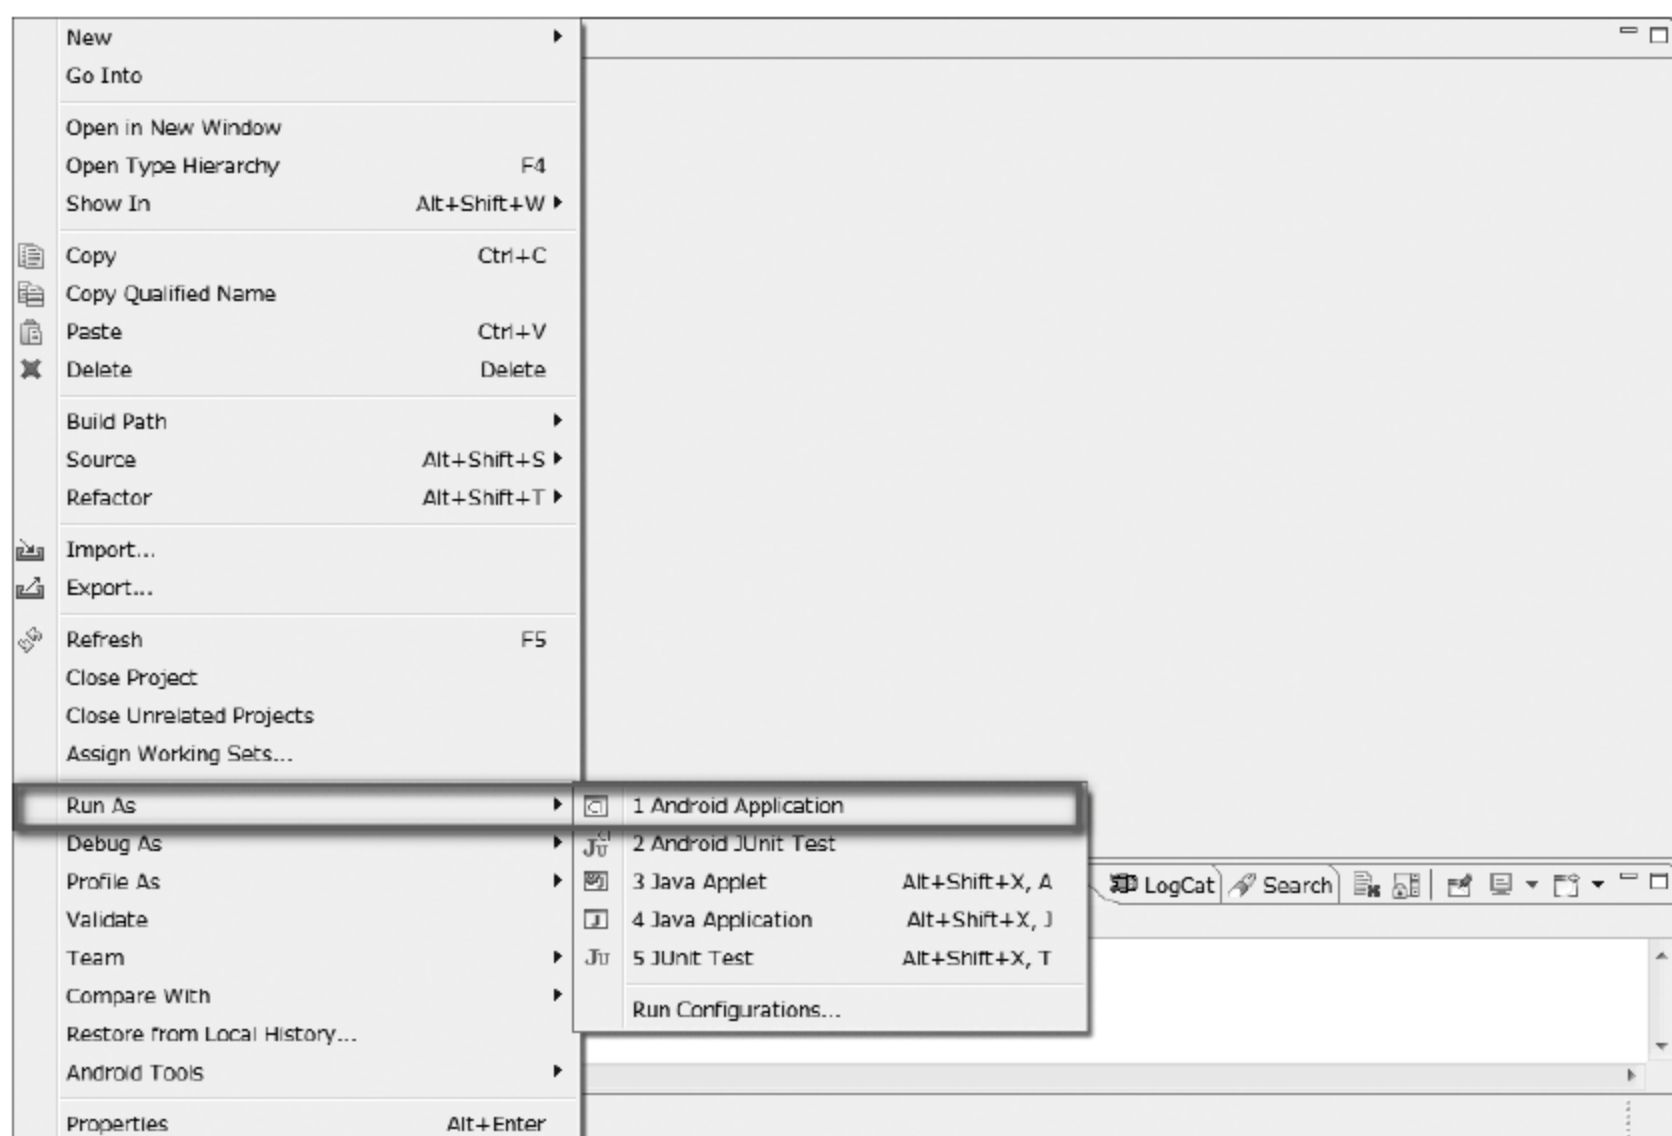 New
Go Into
Open in New Window
Open Type Hierarchy F4
Show In Alt+Shift+W
Copy Ctrl+C
Copy Qualified Name
Paste Ctrl+V
Delete Delete
Build Path
Source Alt+Shift+S
Refactor Alt+Shift+T
Import...
Export...
Refresh F5
Close Project
Close Unrelated Projects
Assign Working Sets...
Run As
Debug As
Profile As
Validate
Team
Compare With
Restore from Local History...
Android Tools
Properties Alt+Enter
1 Android Application
2 Android JUnit Test
3 Java Applet Alt+Shift+X, A
4 Java Application Alt+Shift+X, J
5 JUnit Test Alt+Shift+X, T
Run Configurations...
LogCat Search